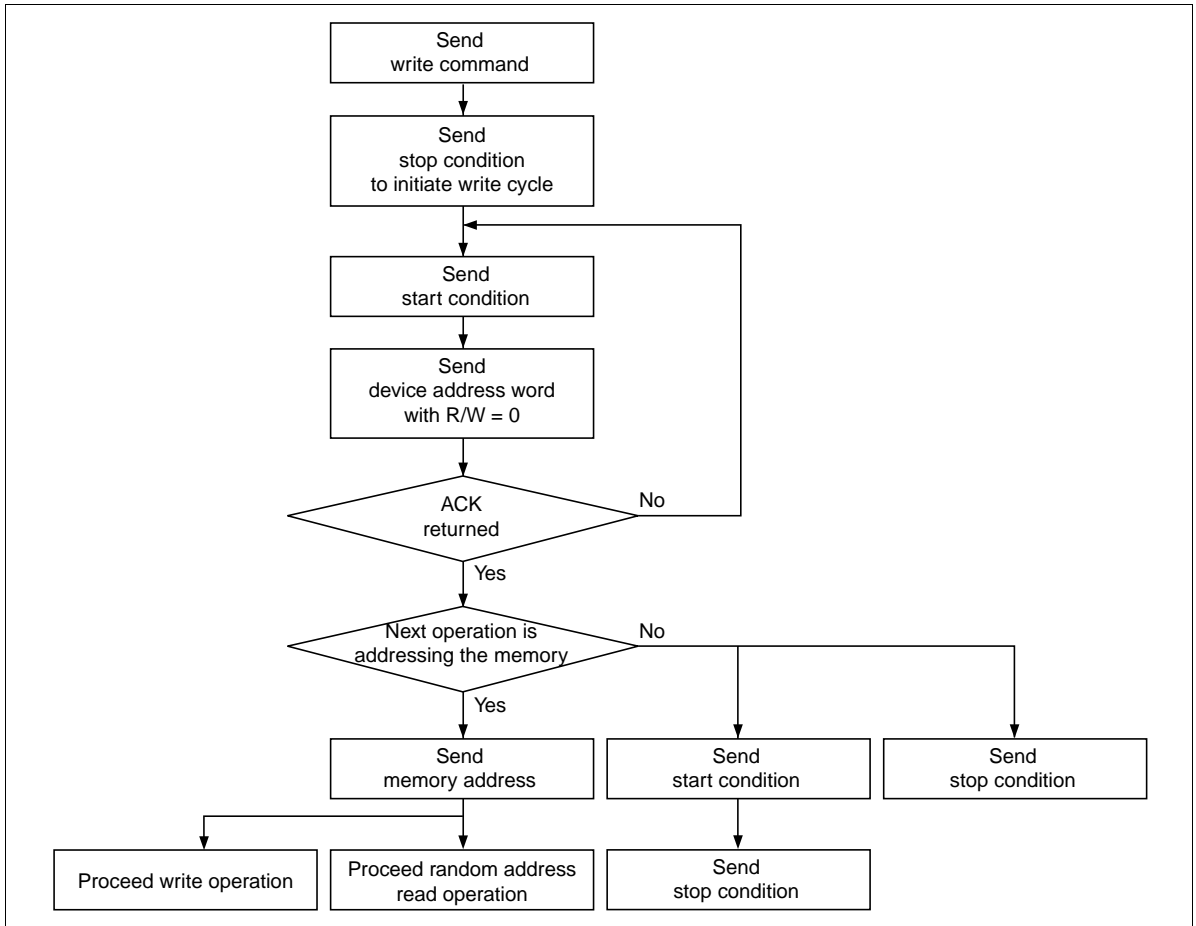 Send
write command
Send
stop condition
to initiate write cycle
Send
start condition
Send
device address word
with R/W = 0
ACK
returned
No
Yes
Next operation is
addressing the memory
No
Yes
Send
memory address
Send
start condition
Send
stop condition
Proceed write operation
Proceed random address
read operation
Send
stop condition